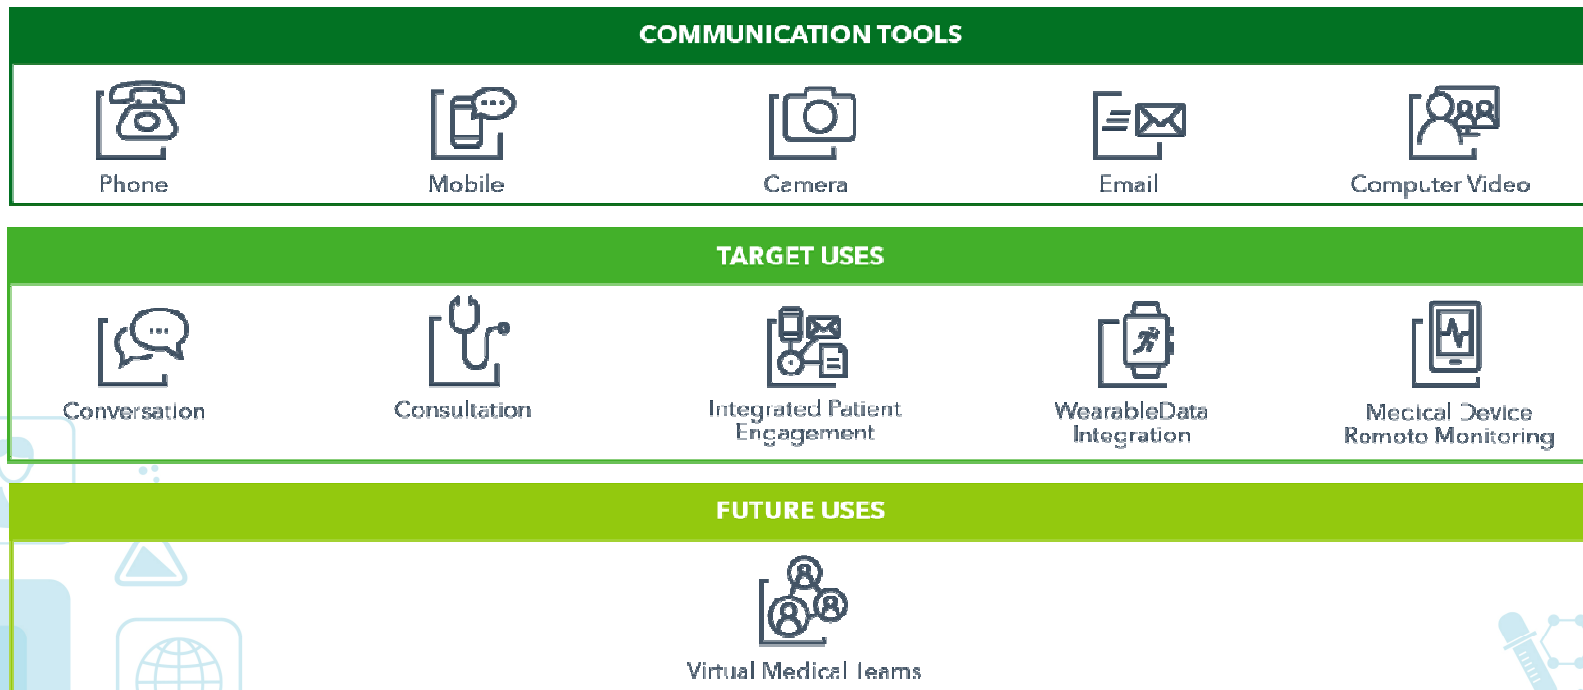 COMMUNICATION TOOLS
Phone
Mobile
Camera
Email
Computer Video
TARGET USES
Conversation
Consultation
Integrated Patient
Engagement
WearableData
Integration
Medical Device
Romoto Monitoring
FUTURE USES
Virtual Medical Teams